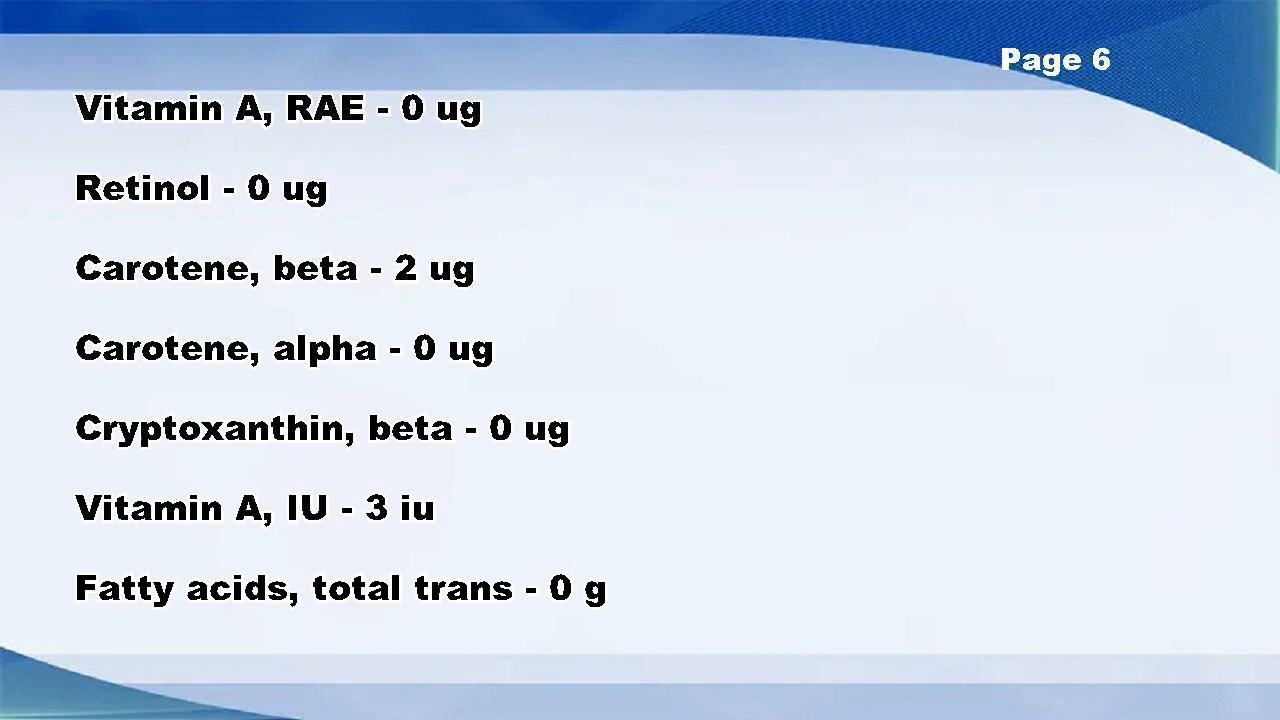 Page 6
Vitamin A, RAE - 0 ug
Retinol - 0 ug
Carotene, beta - 2 ug
Carotene, alpha - 0 ug
Cryptoxanthin, beta - 0 ug
Vitamin A, IU - 3 iu
Fatty acids, total trans - 0 g